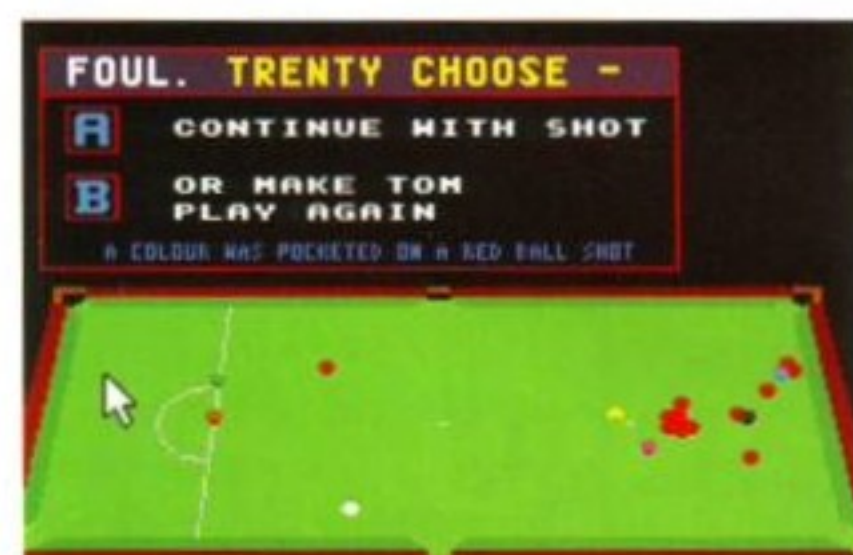 FOUL. TRENTY CHOOSE -
A CONTINUE WITH SHOT
B OR MAKE TOM
PLAY AGAIN
A COLOUR WAS POCKETED ON A RED BALL SHOT